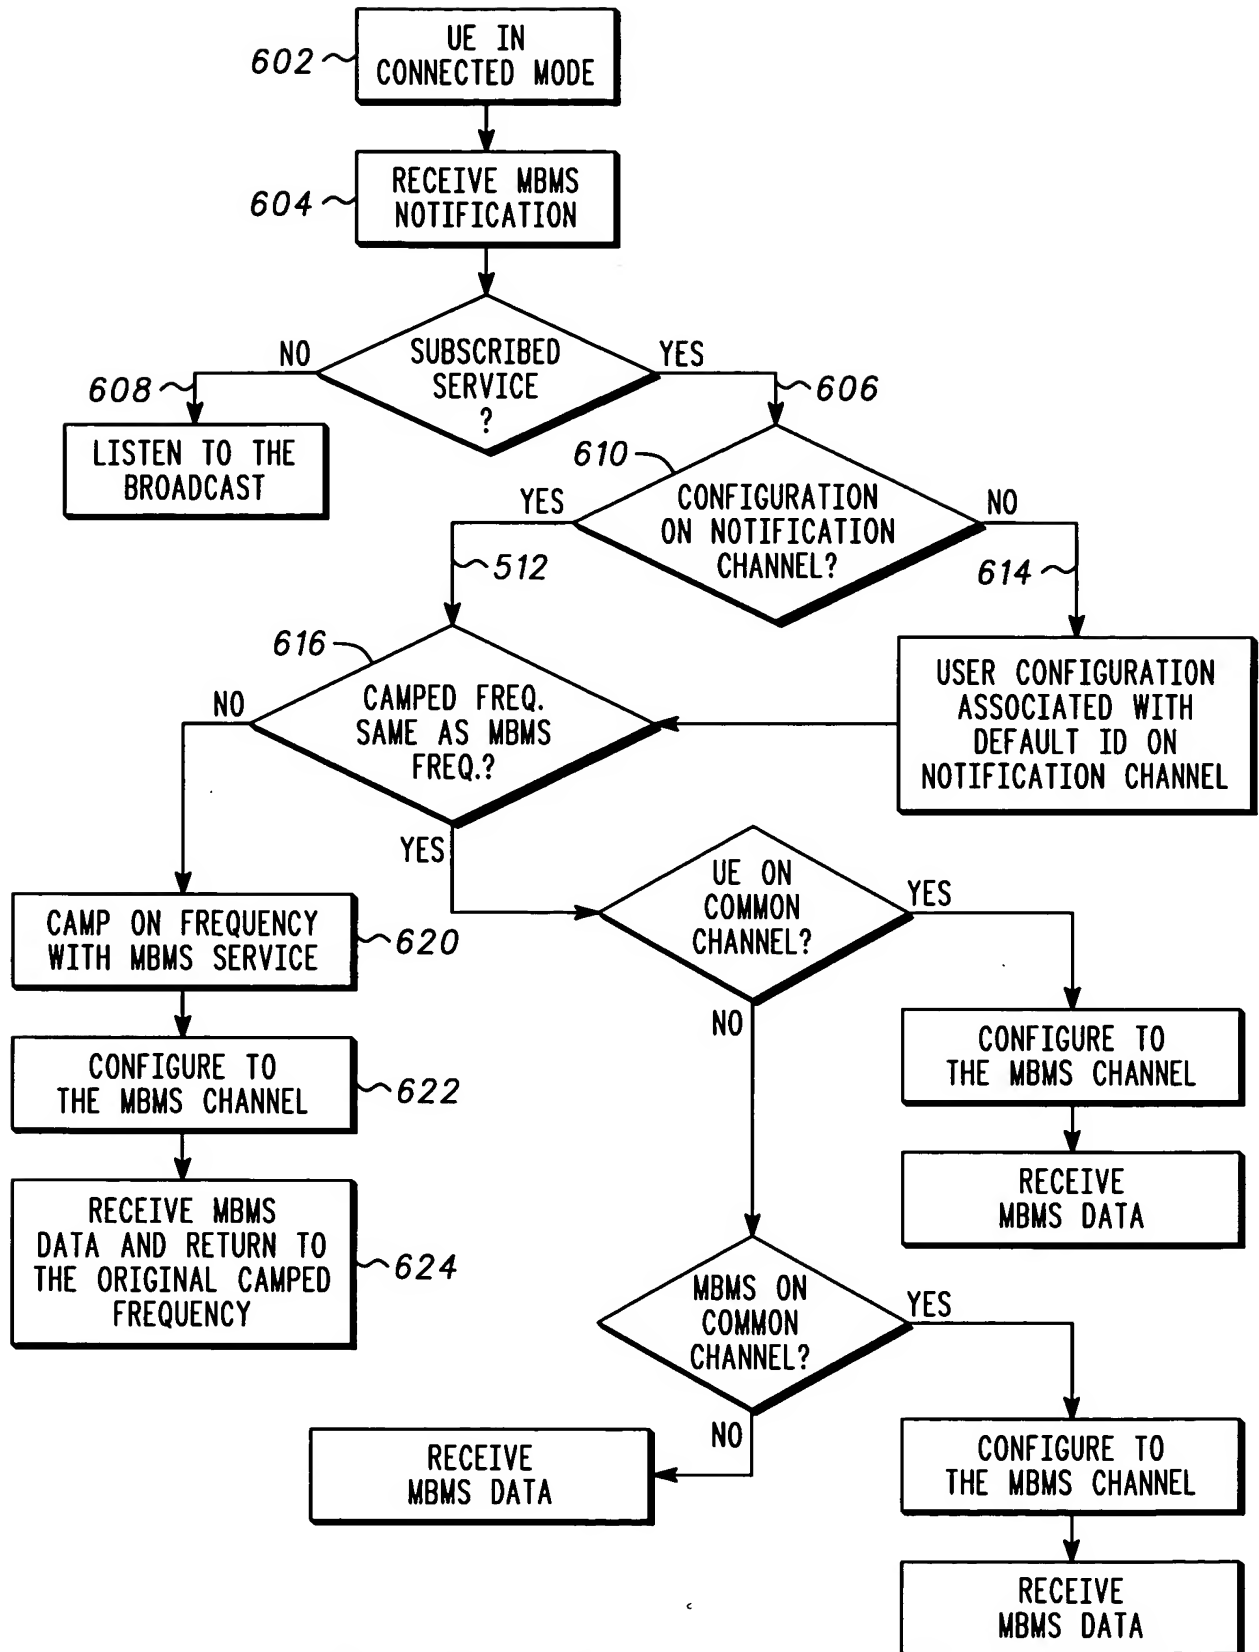 602
UE IN
CONNECTED MODE
604
RECEIVE MBMS
NOTIFICATION
SUBSCRIBED
SERVICE
?
NO
YES
608
606
LISTEN TO THE
BROADCAST
610
CONFIGURATION
ON NOTIFICATION
CHANNEL?
YES
NO
512
614
616
CAMPED FREQ.
SAME AS MBMS
FREQ.?
NO
YES
USER CONFIGURATION
ASSOCIATED WITH
DEFAULT ID ON
NOTIFICATION CHANNEL
UE ON
COMMON
CHANNEL?
YES
NO
CAMP ON FREQUENCY
WITH MBMS SERVICE
620
CONFIGURE TO
THE MBMS CHANNEL
622
RECEIVE MBMS
DATA AND RETURN TO
THE ORIGINAL CAMPED
FREQUENCY
624
CONFIGURE TO
THE MBMS CHANNEL
RECEIVE
MBMS DATA
MBMS ON
COMMON
CHANNEL?
YES
NO
RECEIVE
MBMS DATA
CONFIGURE TO
THE MBMS CHANNEL
RECEIVE
MBMS DATA